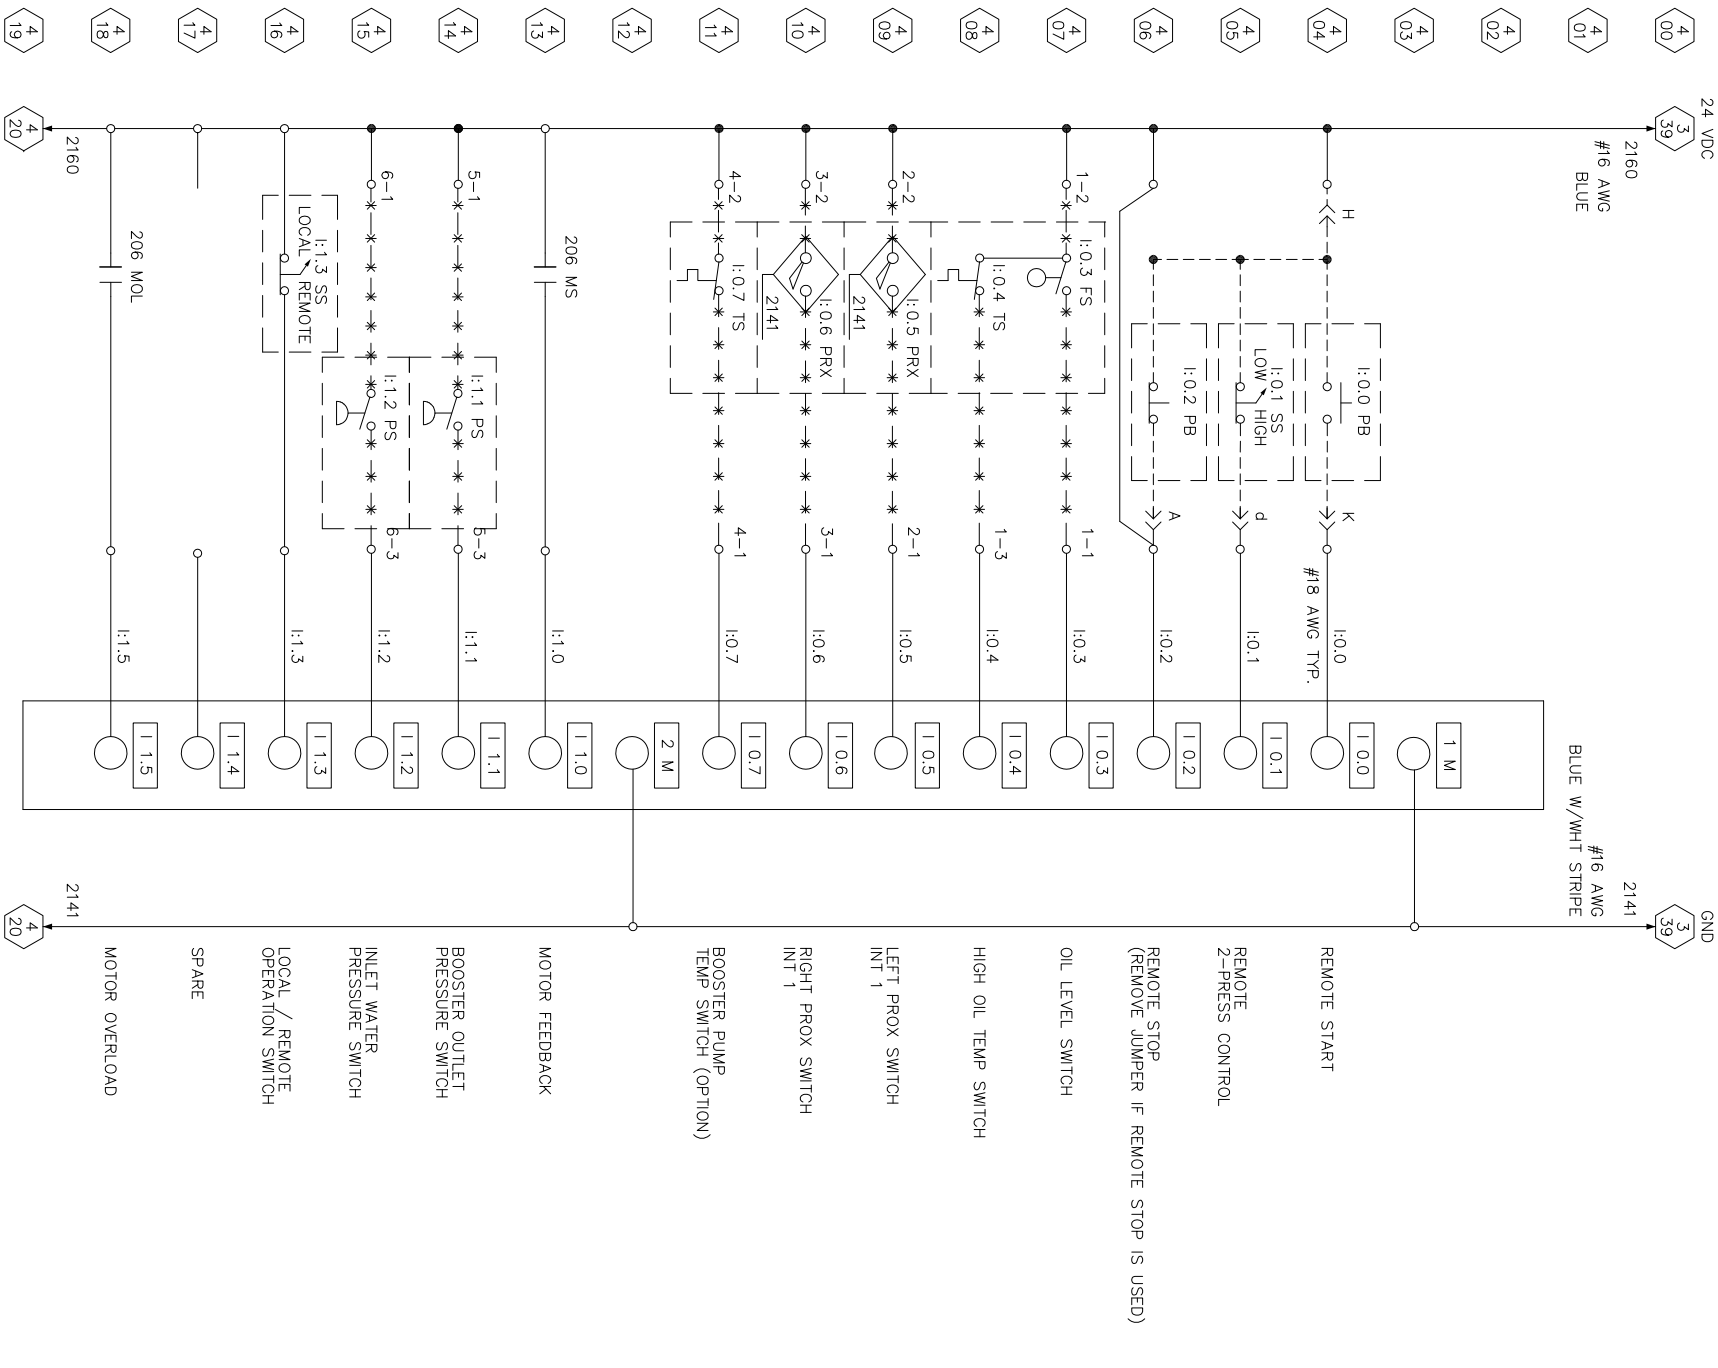 4 00
4 01
4 02
4 03
4 04
4 05
4 06
4 07
4 08
4 09
4 10
4 11
4 12
4 13
4 14
4 15
4 16
4 17
4 18
4 19
24 VDC
3 39
2160
#16 AWG
BLUE
GND
3 39
2141
#16 AWG
BLUE W/WHT STRIPE
1 M
H
I:0.0 PB
K
#18 AWG TYP.
I:0.0
I 0.0
REMOTE START
I:0.1 SS
LOW HIGH
d
I:0.1
I 0.1
REMOTE
2-PRESS CONTROL
I:0.2 PB
A
I:0.2
I 0.2
REMOTE STOP
(REMOVE JUMPER IF REMOTE STOP IS USED)
1-2
I:0.3 FS
1-1
I:0.3
I 0.3
OIL LEVEL SWITCH
I:0.4 TS
1-3
I:0.4
I 0.4
HIGH OIL TEMP SWITCH
2-2
I:0.5 PRX
2141
2-1
I:0.5
I 0.5
LEFT PROX SWITCH
INT 1
3-2
I:0.6 PRX
2141
3-1
I:0.6
I 0.6
RIGHT PROX SWITCH
INT 1
4-2
I:0.7 TS
4-1
I:0.7
I 0.7
BOOSTER PUMP
TEMP SWITCH (OPTION)
2 M
206 MS
I:1.0
I 1.0
MOTOR FEEDBACK
5-1
I:1.1 PS
5-3
I:1.1
I 1.1
BOOSTER OUTLET
PRESSURE SWITCH
6-1
I:1.2 PS
6-3
I:1.2
I 1.2
INLET WATER
PRESSURE SWITCH
I:1.3 SS
LOCAL REMOTE
I:1.3
I 1.3
LOCAL / REMOTE
OPERATION SWITCH
I 1.4
SPARE
206 MOL
I:1.5
I 1.5
MOTOR OVERLOAD
2160
4 20
2141
4 20